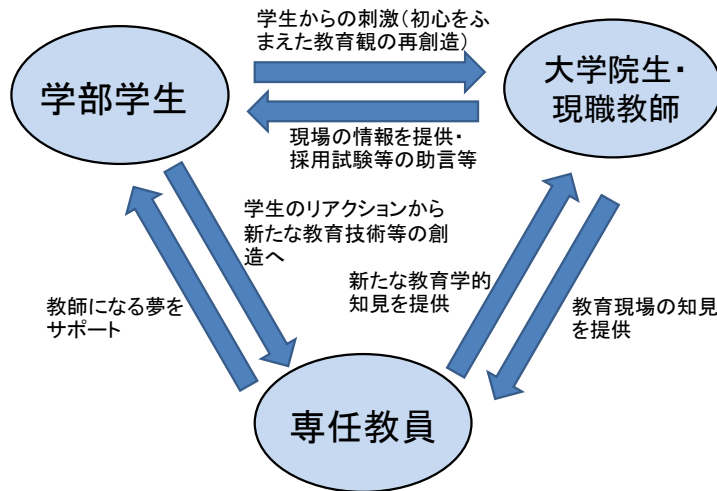 学生からの刺激(初心をふ
まえた教育観の再創造)
学部学生
大学院生・
現職教師
現場の情報を提供・
採用試験等の助言等
学生のリアクションから
新たな教育技術等の創
造へ
新たな教育学的
知見を提供
教師になる夢を
サポート
教育現場の知見
を提供
専任教員